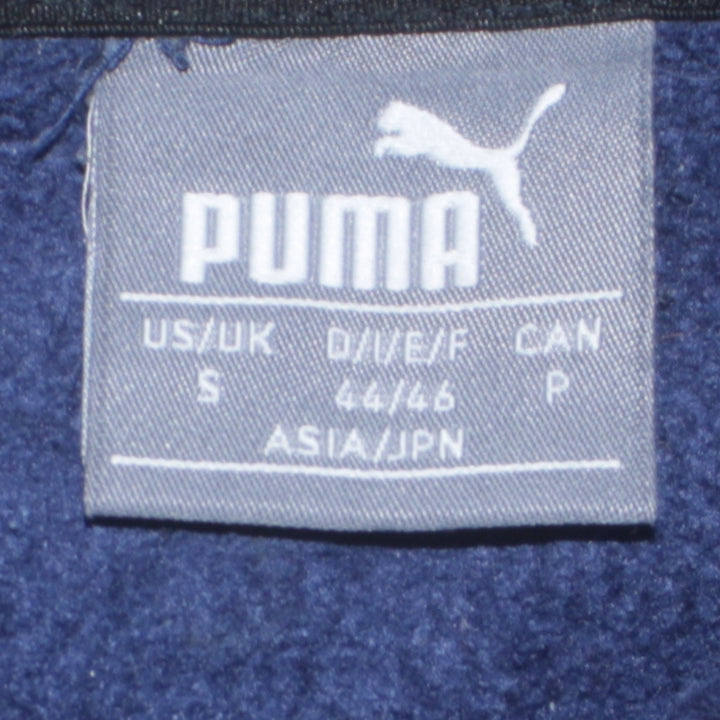 PUMA
US/UK D/I/E/F CAN
S 44/46 P
ASIA/JPN